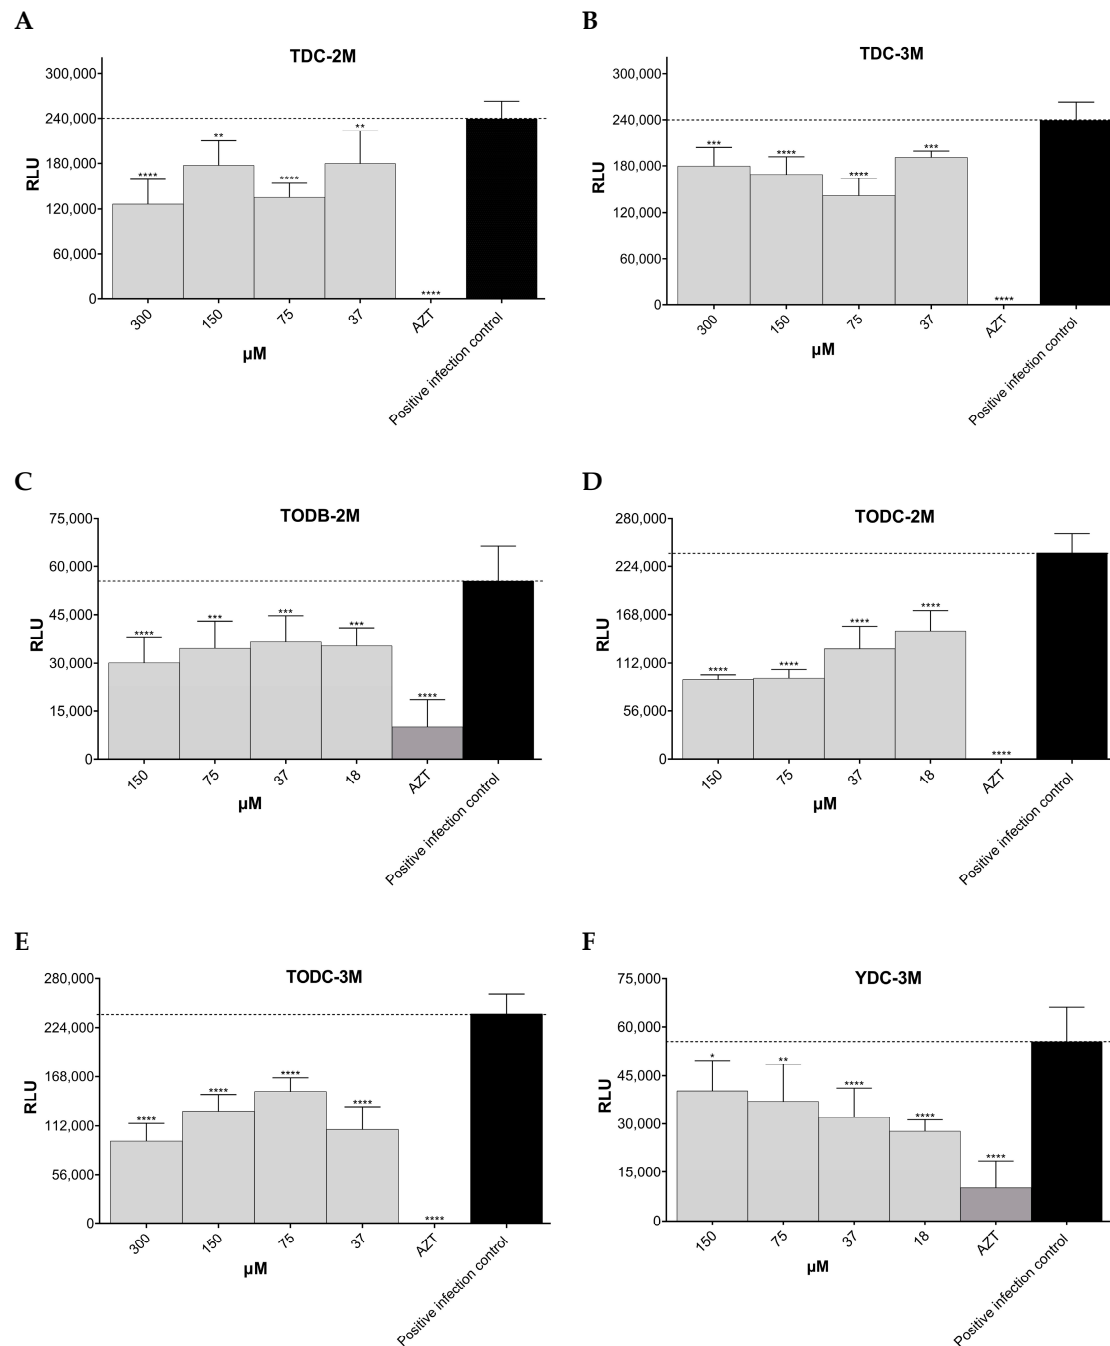 A
TDC-2M
300,000
240,000
180,000
120,000
60,000
0
RLU
****
**
****
**
****
300
150
75
37
AZT
Positive infection control
µM
B
TDC-3M
300,000
240,000
180,000
120,000
60,000
0
RLU
***
****
****
***
****
300
150
75
37
AZT
Positive infection control
µM
C
TODB-2M
75,000
60,000
45,000
30,000
15,000
0
RLU
****
***
***
***
****
150
75
37
18
AZT
Positive infection control
µM
D
TODC-2M
280,000
224,000
168,000
112,000
56,000
0
RLU
****
****
****
****
****
150
75
37
18
AZT
Positive infection control
µM
E
TODC-3M
280,000
224,000
168,000
112,000
56,000
0
RLU
****
****
****
****
****
300
150
75
37
AZT
Positive infection control
µM
F
YDC-3M
75,000
60,000
45,000
30,000
15,000
0
RLU
*
**
****
****
****
150
75
37
18
AZT
Positive infection control
µM